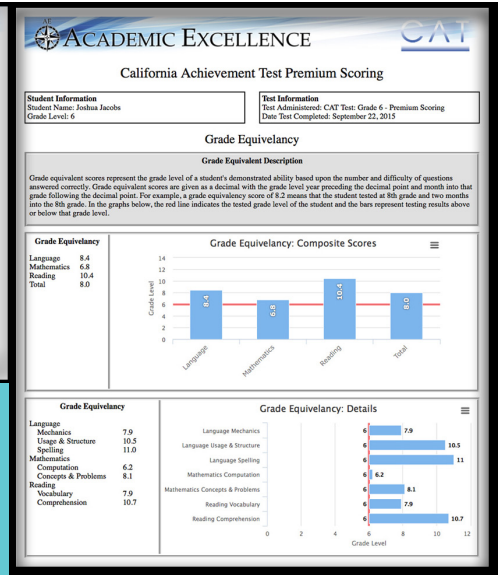 ACADEMIC EXCELLENCE
CAT
California Achievement Test Premium Scoring
Student Information
Student Name: Joshua Jacobs
Grade Level: 6
Test Information
Test Administered: CAT Test: Grade 6 - Premium Scoring
Date Test Completed: September 22, 2015
Grade Equivelancy
Grade Equivalent Description
Grade equivalent scores represent the grade level of a student's demonstrated ability based upon the number and difficulty of questions
answered correctly. Grade equivalent scores are given as a decimal with the grade level year preceding the decimal point and month into that
grade following the decimal point. For example, a grade equivalency score of 8.2 means that the student tested at 8th grade and two months
into the 8th grade. In the graphs below, the red line indicates the tested grade level of the student and the bars represent testing results above
or below that grade level.
Grade Equivelancy
Language 8.4
Mathematics 6.8
Reading 10.4
Total 8.0
Grade Equivelancy: Composite Scores
Grade Level
14
12
10
8
6
4
2
0
8.4
6.8
10.4
8.0
Language
Mathematics
Reading
Total
Grade Equivelancy
Language
Mechanics 7.9
Usage & Structure 10.5
Spelling 11.0
Mathematics
Computation 6.2
Concepts & Problems 8.1
Reading
Vocabulary 7.9
Comprehension 10.7
Grade Equivelancy: Details
Language Mechanics 6 7.9
Language Usage & Structure 6 10.5
Language Spelling 6 11
Mathematics Computation 6 6.2
Mathematics Concepts & Problems 6 8.1
Reading Vocabulary 6 7.9
Reading Comprehension 6 10.7
0 2 4 6 8 10 12
Grade Level